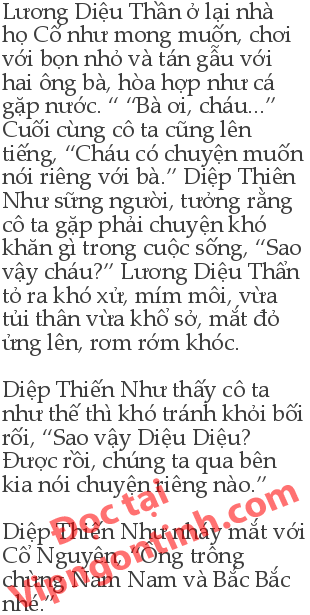 Lương Diệu Thần ở lại nhà
họ Cố như mong muốn, chơi
với bọn nhỏ và tán gẫu với
hai ông bà, hòa hợp như cá
gặp nước. “ “Bà ơi, cháu...”
Cuối cùng cô ta cũng lên
tiếng, “Cháu có chuyện muốn
nói riêng với bà.” Diệp Thiên
Như sững người, tưởng rằng
cô ta gặp phải chuyện khó
khăn gì trong cuộc sống, “Sao
vậy cháu?” Lương Diệu Thần
tỏ ra khó xử, mím môi, vừa
tủi thân vừa khổ sở, mắt đỏ
ửng lên, rơm rớm khóc.
Diệp Thiến Như thấy cô ta
như thế thì khó tránh khỏi bối
rối, “Sao vậy Diệu Diệu?
Được rồi, chúng ta qua bên
kia nói chuyện riêng nào.”
Diệp Thiến Như nháy mắt với
Cố Nguyên, “Ông trông
chừng Nam Nam và Bắc Bắc
nhé.
Đọc tại
Vipngontinh.com